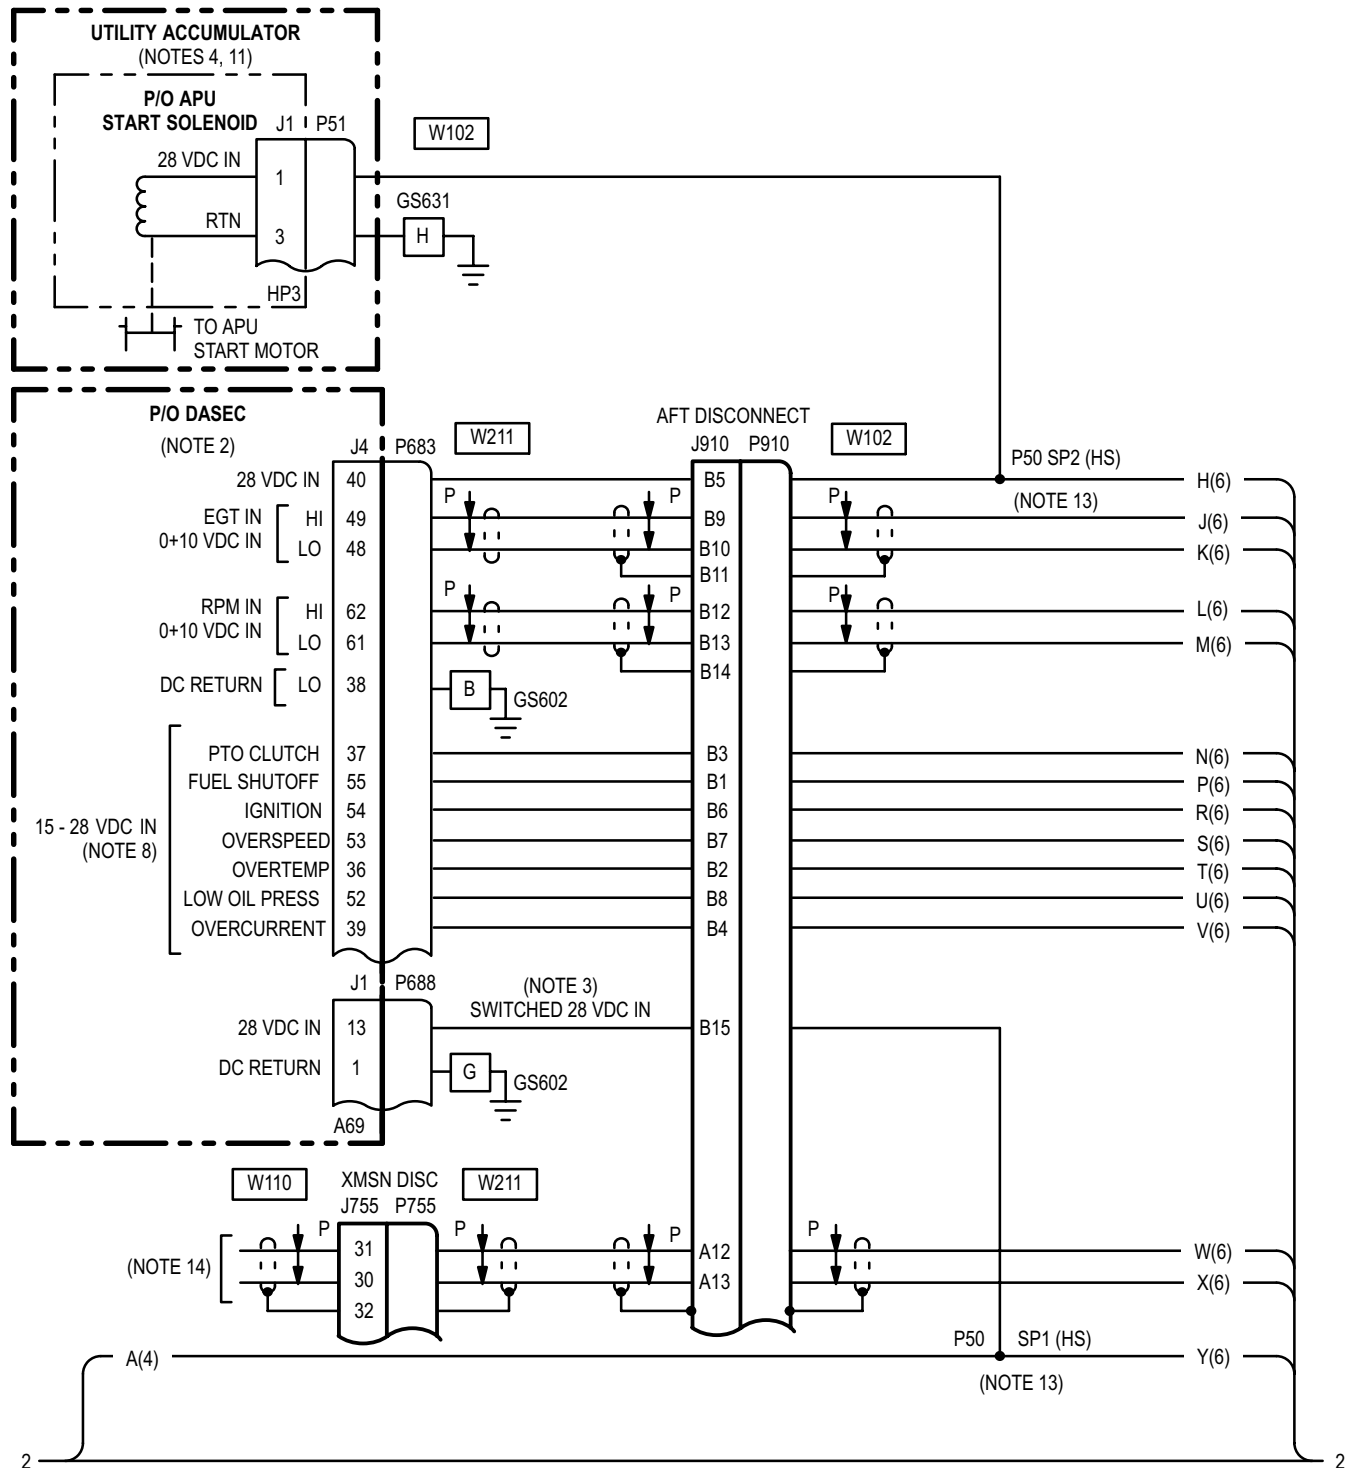 UTILITY ACCUMULATOR
(NOTES 4, 11)
P/O APU
START SOLENOID
J1 P51
W102
28 VDC IN
1
GS631
RTN
3
H
HP3
TO APU
START MOTOR
P/O DASEC
(NOTE 2)
J4 P683
W211
AFT DISCONNECT
J910 P910
W102
P50 SP2 (HS)
(NOTE 13)
28 VDC IN 40 B5 H(6)
P P P
EGT IN HI 49 B9 J(6)
0+10 VDC IN LO 48 B10 K(6)
B11
P P P
RPM IN HI 62 B12 L(6)
0+10 VDC IN LO 61 B13 M(6)
B14
DC RETURN LO 38 B GS602
15 - 28 VDC IN
(NOTE 8)
PTO CLUTCH 37 B3 N(6)
FUEL SHUTOFF 55 B1 P(6)
IGNITION 54 B6 R(6)
OVERSPEED 53 B7 S(6)
OVERTEMP 36 B2 T(6)
LOW OIL PRESS 52 B8 U(6)
OVERCURRENT 39 B4 V(6)
J1 P688
(NOTE 3)
SWITCHED 28 VDC IN
28 VDC IN 13 B15
DC RETURN 1 G GS602
A69
W110
XMSN DISC
J755 P755
W211
P P P P
(NOTE 14)
31 A12 W(6)
30 A13 X(6)
32
P50 SP1 (HS)
A(4) Y(6)
(NOTE 13)
2 2